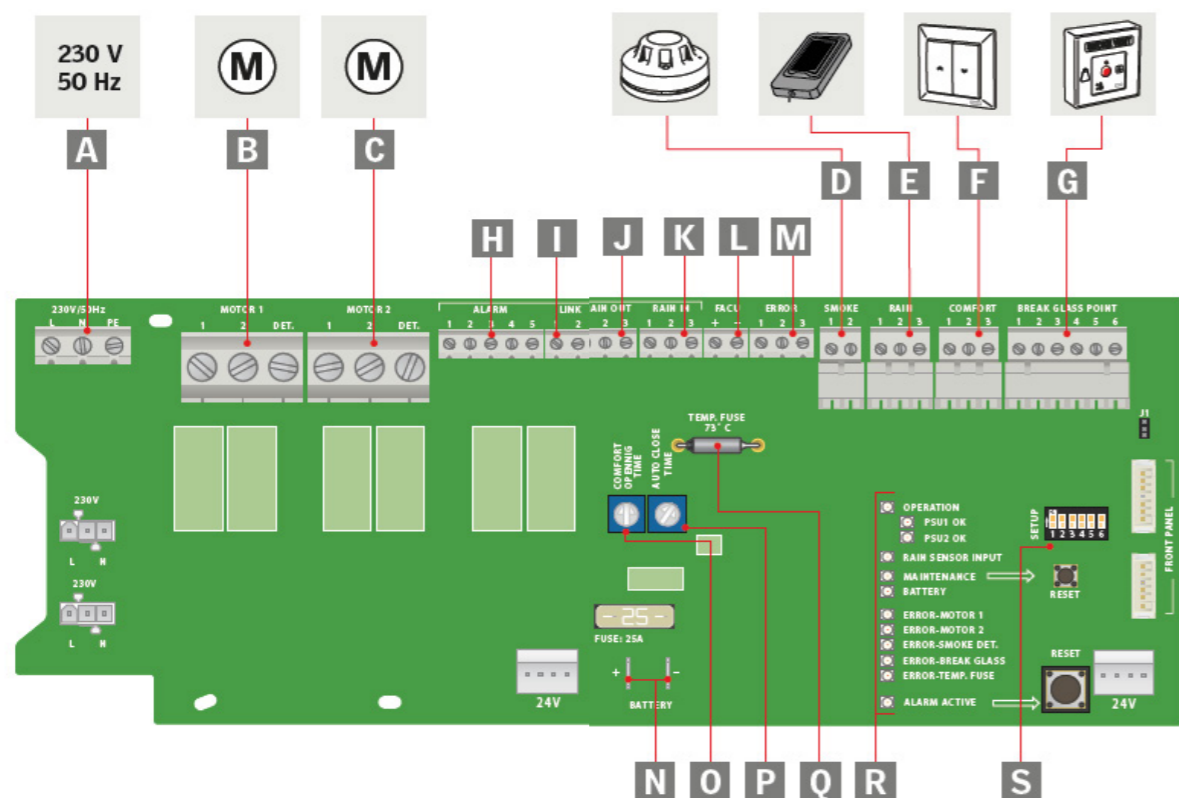 230 V
50 Hz
M
M
A
B
C
D
E
F
G
H
I
J
K
L
M
230V/50Hz
MOTOR 1
MOTOR 2
ALARM
LINK
AIN OUT
RAIN IN
FACU
ERROR
SMOKE
RAIN
COMFORT
BREAK GLASS POINT
L N PE
1 2 DET.
1 2 DET.
1 2 3 4 5
1 2
2 3
1 2 3
+ -
1 2 3
1 2
1 2 3
1 2 3
1 2 3 4 5 6
TEMP. FUSE
73° C
J1
COMFORT
OPENNIG
TIME
AUTO CLOSE
TIME
230V
L N
230V
L N
- 25 -
FUSE: 25A
+ -
BATTERY
24V
OPERATION
PSU1 OK
PSU2 OK
RAIN SENSOR INPUT
MAINTENANCE
BATTERY
ERROR-MOTOR 1
ERROR-MOTOR 2
ERROR-SMOKE DET.
ERROR-BREAK GLASS
ERROR-TEMP. FUSE
ALARM ACTIVE
SETUP
1 2 3 4 5 6
RESET
FRONT PANEL
RESET
24V
N
O
P
Q
R
S